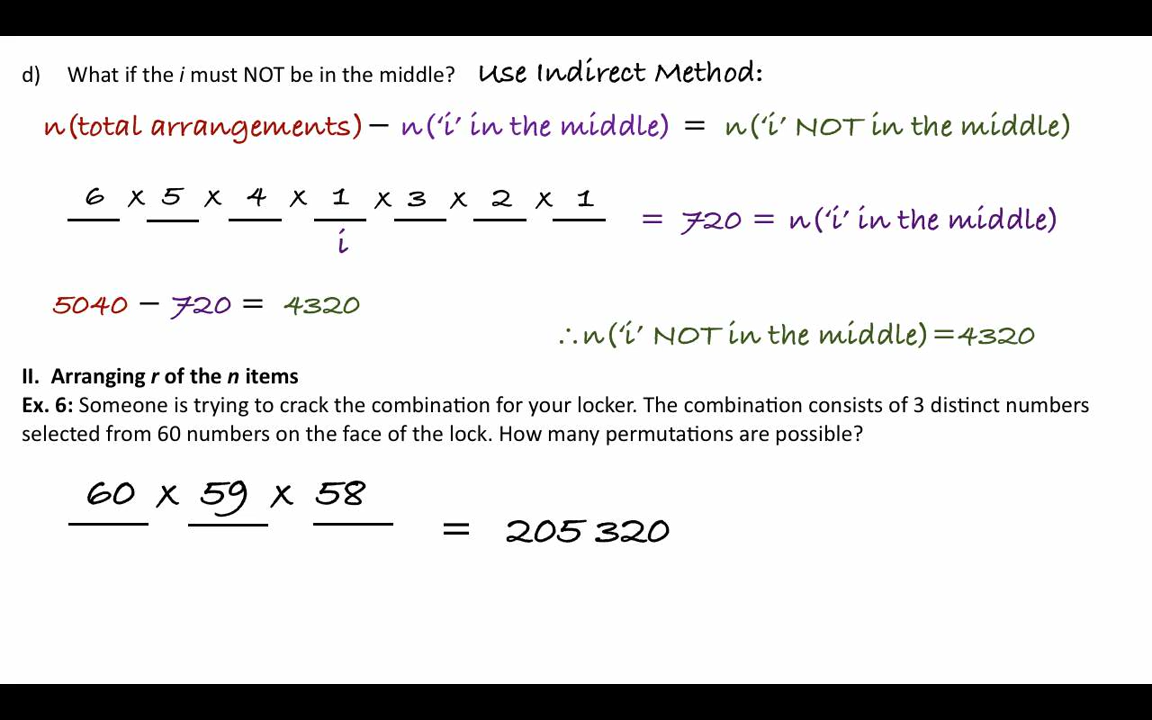 d) What if the i must NOT be in the middle? Use Indirect Method:
n(total arrangements) – n('i' in the middle) = n('i' NOT in the middle)
6 x 5 x 4 x 1 x 3 x 2 x 1 = 720 = n('i' in the middle)
i
5040 – 720 = 4320
∴n('i' NOT in the middle)=4320
II. Arranging r of the n items
Ex. 6: Someone is trying to crack the combination for your locker. The combination consists of 3 distinct numbers
selected from 60 numbers on the face of the lock. How many permutations are possible?
60 x 59 x 58 = 205 320